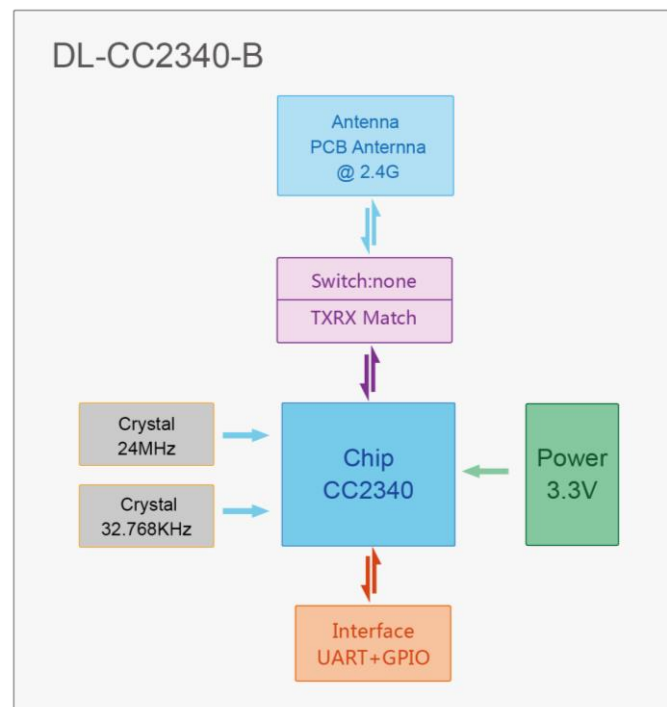 DL-CC2340-B
Antenna
PCB Anternna
@ 2.4G
Switch:none
TXRX Match
Crystal
24MHz
Chip
CC2340
Power
3.3V
Crystal
32.768KHz
Interface
UART+GPIO